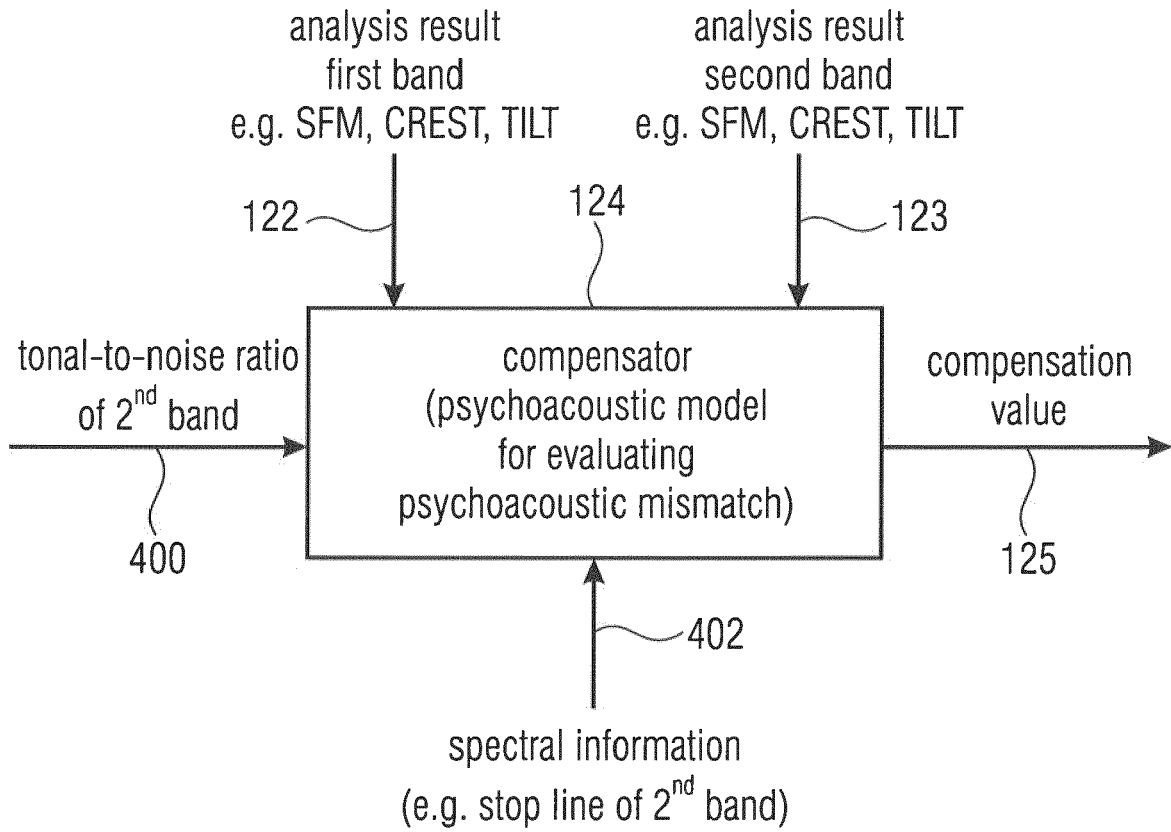 analysis result
first band
e.g. SFM, CREST, TILT
analysis result
second band
e.g. SFM, CREST, TILT
122
124
123
tonal-to-noise ratio
of 2nd band
compensator
(psychoacoustic model
for evaluating
psychoacoustic mismatch)
compensation
value
400
125
402
spectral information
(e.g. stop line of 2nd band)